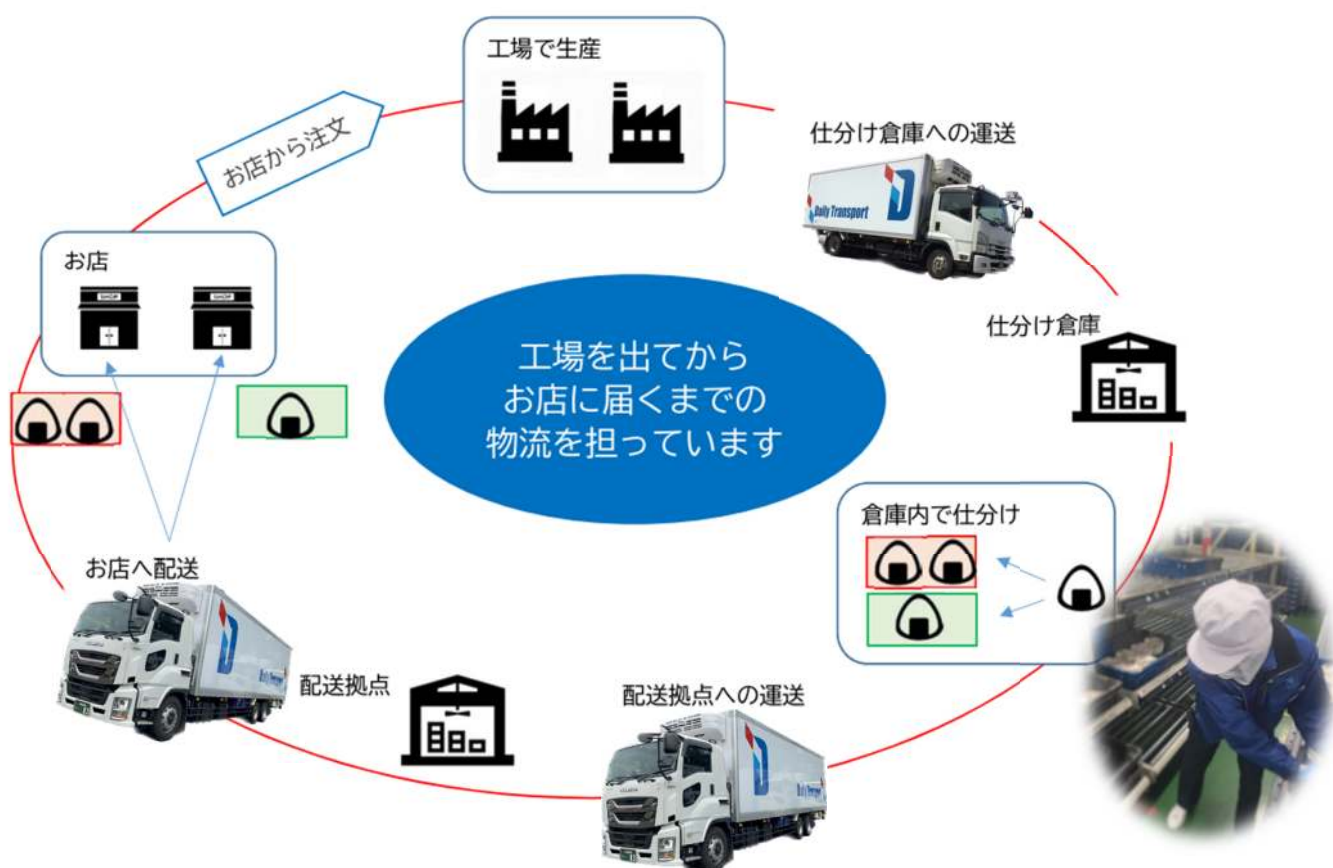 工場で生産
お店から注文
仕分け倉庫への運送
Daily Transport
お店
SHOP
SHOP
仕分け倉庫
工場を出てから
お店に届くまでの
物流を担っています
倉庫内で仕分け
お店へ配送
Daily Transport
配送拠点
配送拠点への運送
Daily Transport